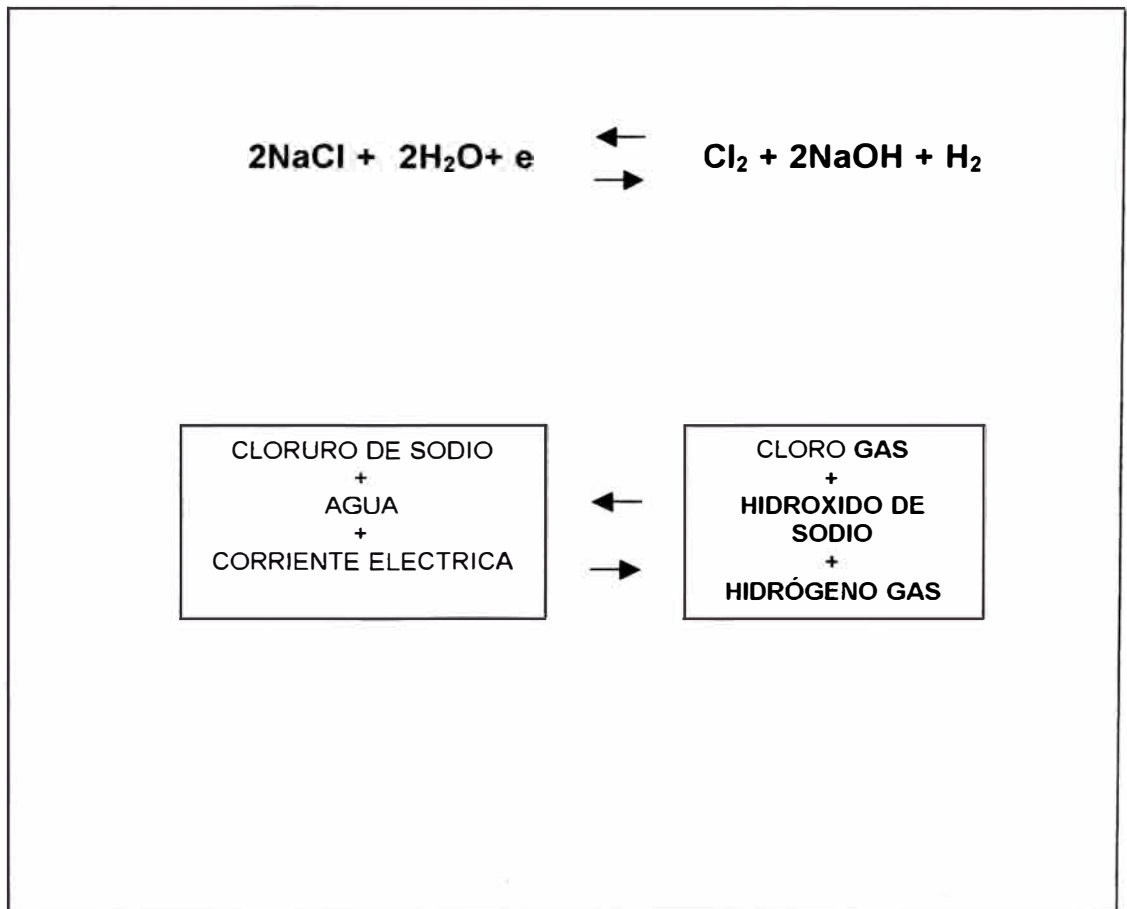 2NaCl + 2H₂O+ e ← → Cl₂ + 2NaOH + H₂
CLORURO DE SODIO
+
AGUA
+
CORRIENTE ELECTRICA
← →
CLORO GAS
+
HIDROXIDO DE
SODIO
+
HIDRÓGENO GAS